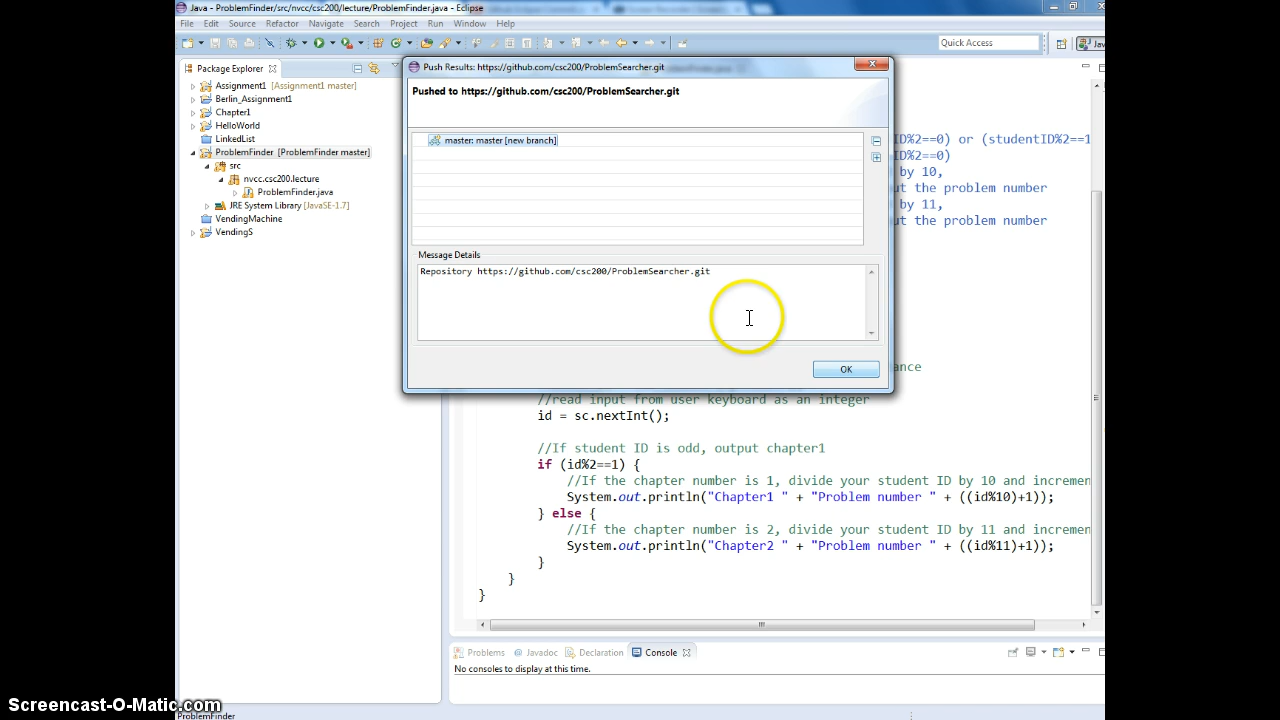 Java - ProblemFinder/src/nvcc/csc200/lecture/ProblemFinder.java - Eclipse
File Edit Source Refactor Navigate Search Project Run Window Help
Quick Access
Jav
Package Explorer
Assignment1 [Assignment1 master]
Berlin_Assignment1
Chapter1
HelloWorld
LinkedList
ProblemFinder [ProblemFinder master]
src
nvcc.csc200.lecture
ProblemFinder.java
JRE System Library [JavaSE-1.7]
VendingMachine
VendingS
Push Results: https://github.com/csc200/ProblemSearcher.git
Pushed to https://github.com/csc200/ProblemSearcher.git
master: master [new branch]
Message Details
Repository https://github.com/csc200/ProblemSearcher.git
OK
ID%2==0) or (studentID%2==1
ID%2==0)
by 10,
ut the problem number
by 11,
ut the problem number
ance
//read input from user keyboard as an integer
id = sc.nextInt();
//If student ID is odd, output chapter1
if (id%2==1) {
//If the chapter number is 1, divide your student ID by 10 and incremen
System.out.println("Chapter1 " + "Problem number " + ((id%10)+1));
} else {
//If the chapter number is 2, divide your student ID by 11 and incremen
System.out.println("Chapter2 " + "Problem number " + ((id%11)+1));
}
}
}
Problems @ Javadoc Declaration Console
No consoles to display at this time.
Screencast-O-Matic.com
ProblemFinder